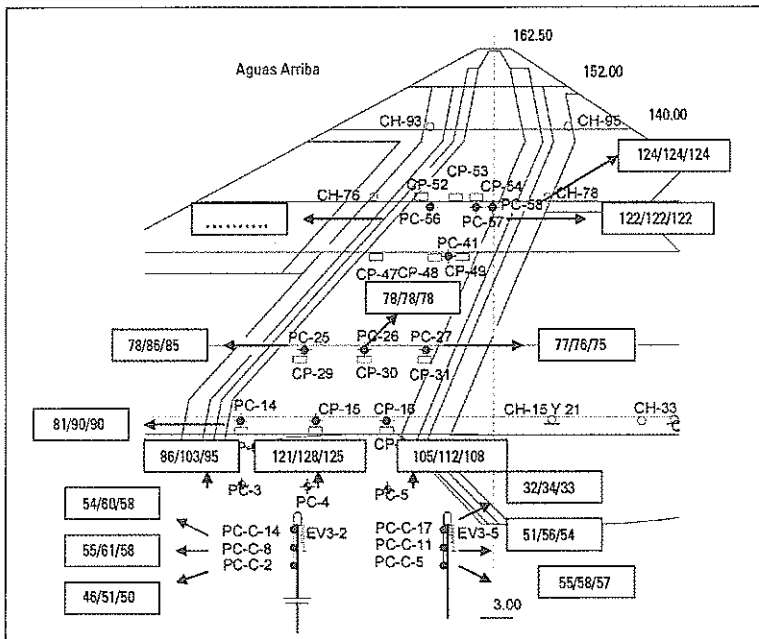 162.50
Aguas Arriba
152.00
140.00
CH-93
CH-95
124/124/124
CP-53
CP-52
CP-54
CH-76
CH-78
PC-58
PC-56
PC-57
122/122/122
PC-41
CP-47
CP-48
CP-49
78/78/78
PC-25
PC-26
PC-27
78/86/85
77/76/75
CP-29
CP-30
CP-31
PC-14
CP-15
CP-16
CH-15 Y 21
CH-33
81/90/90
86/103/95
121/128/125
105/112/108
PC-3
PC-4
PC-5
32/34/33
54/60/58
PC-C-14
EV3-2
PC-C-17
EV3-5
51/56/54
55/61/58
PC-C-8
PC-C-11
PC-C-2
PC-C-5
46/51/50
55/58/57
3.00